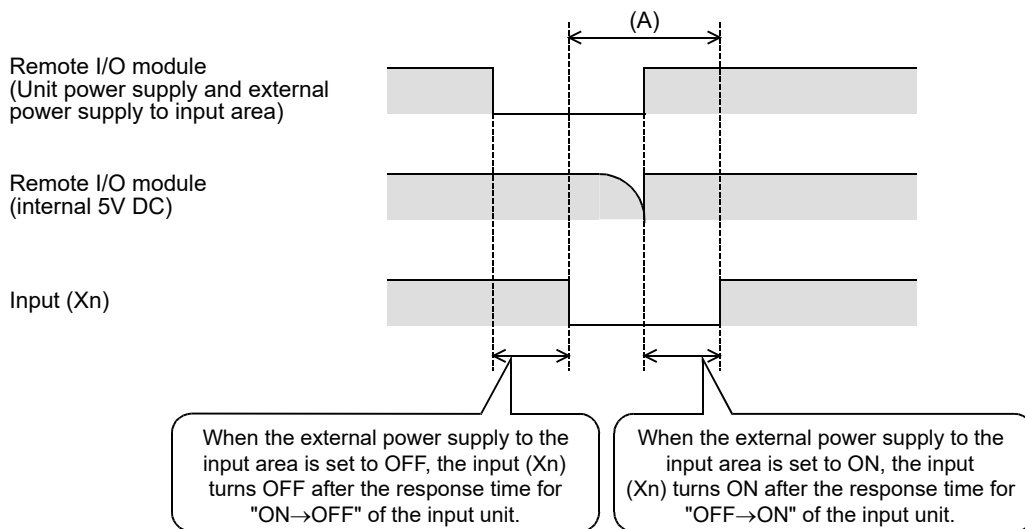 (A)
Remote I/O module
(Unit power supply and external
power supply to input area)
Remote I/O module
(internal 5V DC)
Input (Xn)
When the external power supply to the
input area is set to OFF, the input (Xn)
turns OFF after the response time for
"ON→OFF" of the input unit.
When the external power supply to the
input area is set to ON, the input
(Xn) turns ON after the response time for
"OFF→ON" of the input unit.